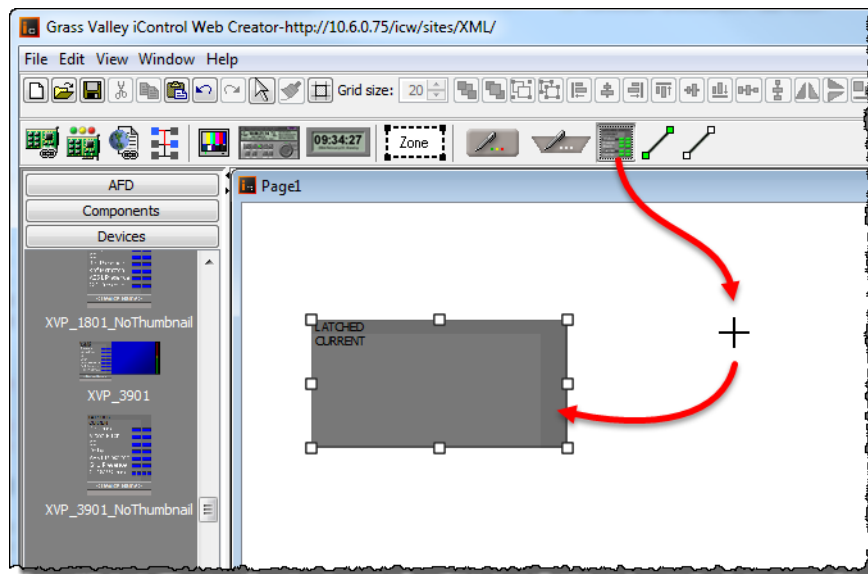 Grass Valley iControl Web Creator-http://10.6.0.75/icw/sites/XML/
File Edit View Window Help
Grid size: 20
09:34:27 Zone
AFD
Components
Devices
Page1
XVP_1801_NoThumbnail
XVP_3901
XVP_3901_NoThumbnail
LATCHED
CURRENT